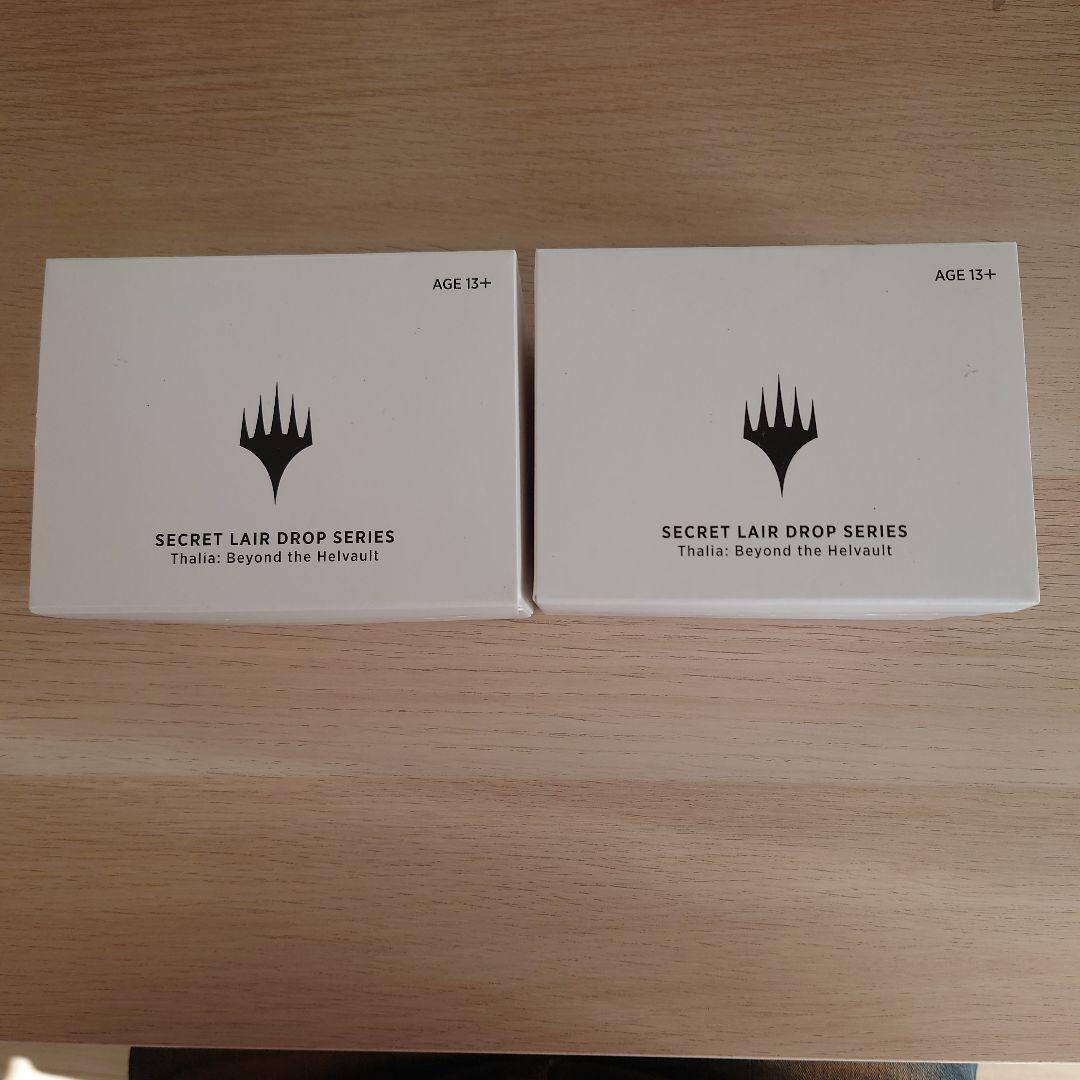 AGE 13+
SECRET LAIR DROP SERIES
Thalia: Beyond the Helvault
AGE 13+
SECRET LAIR DROP SERIES
Thalia: Beyond the Helvault